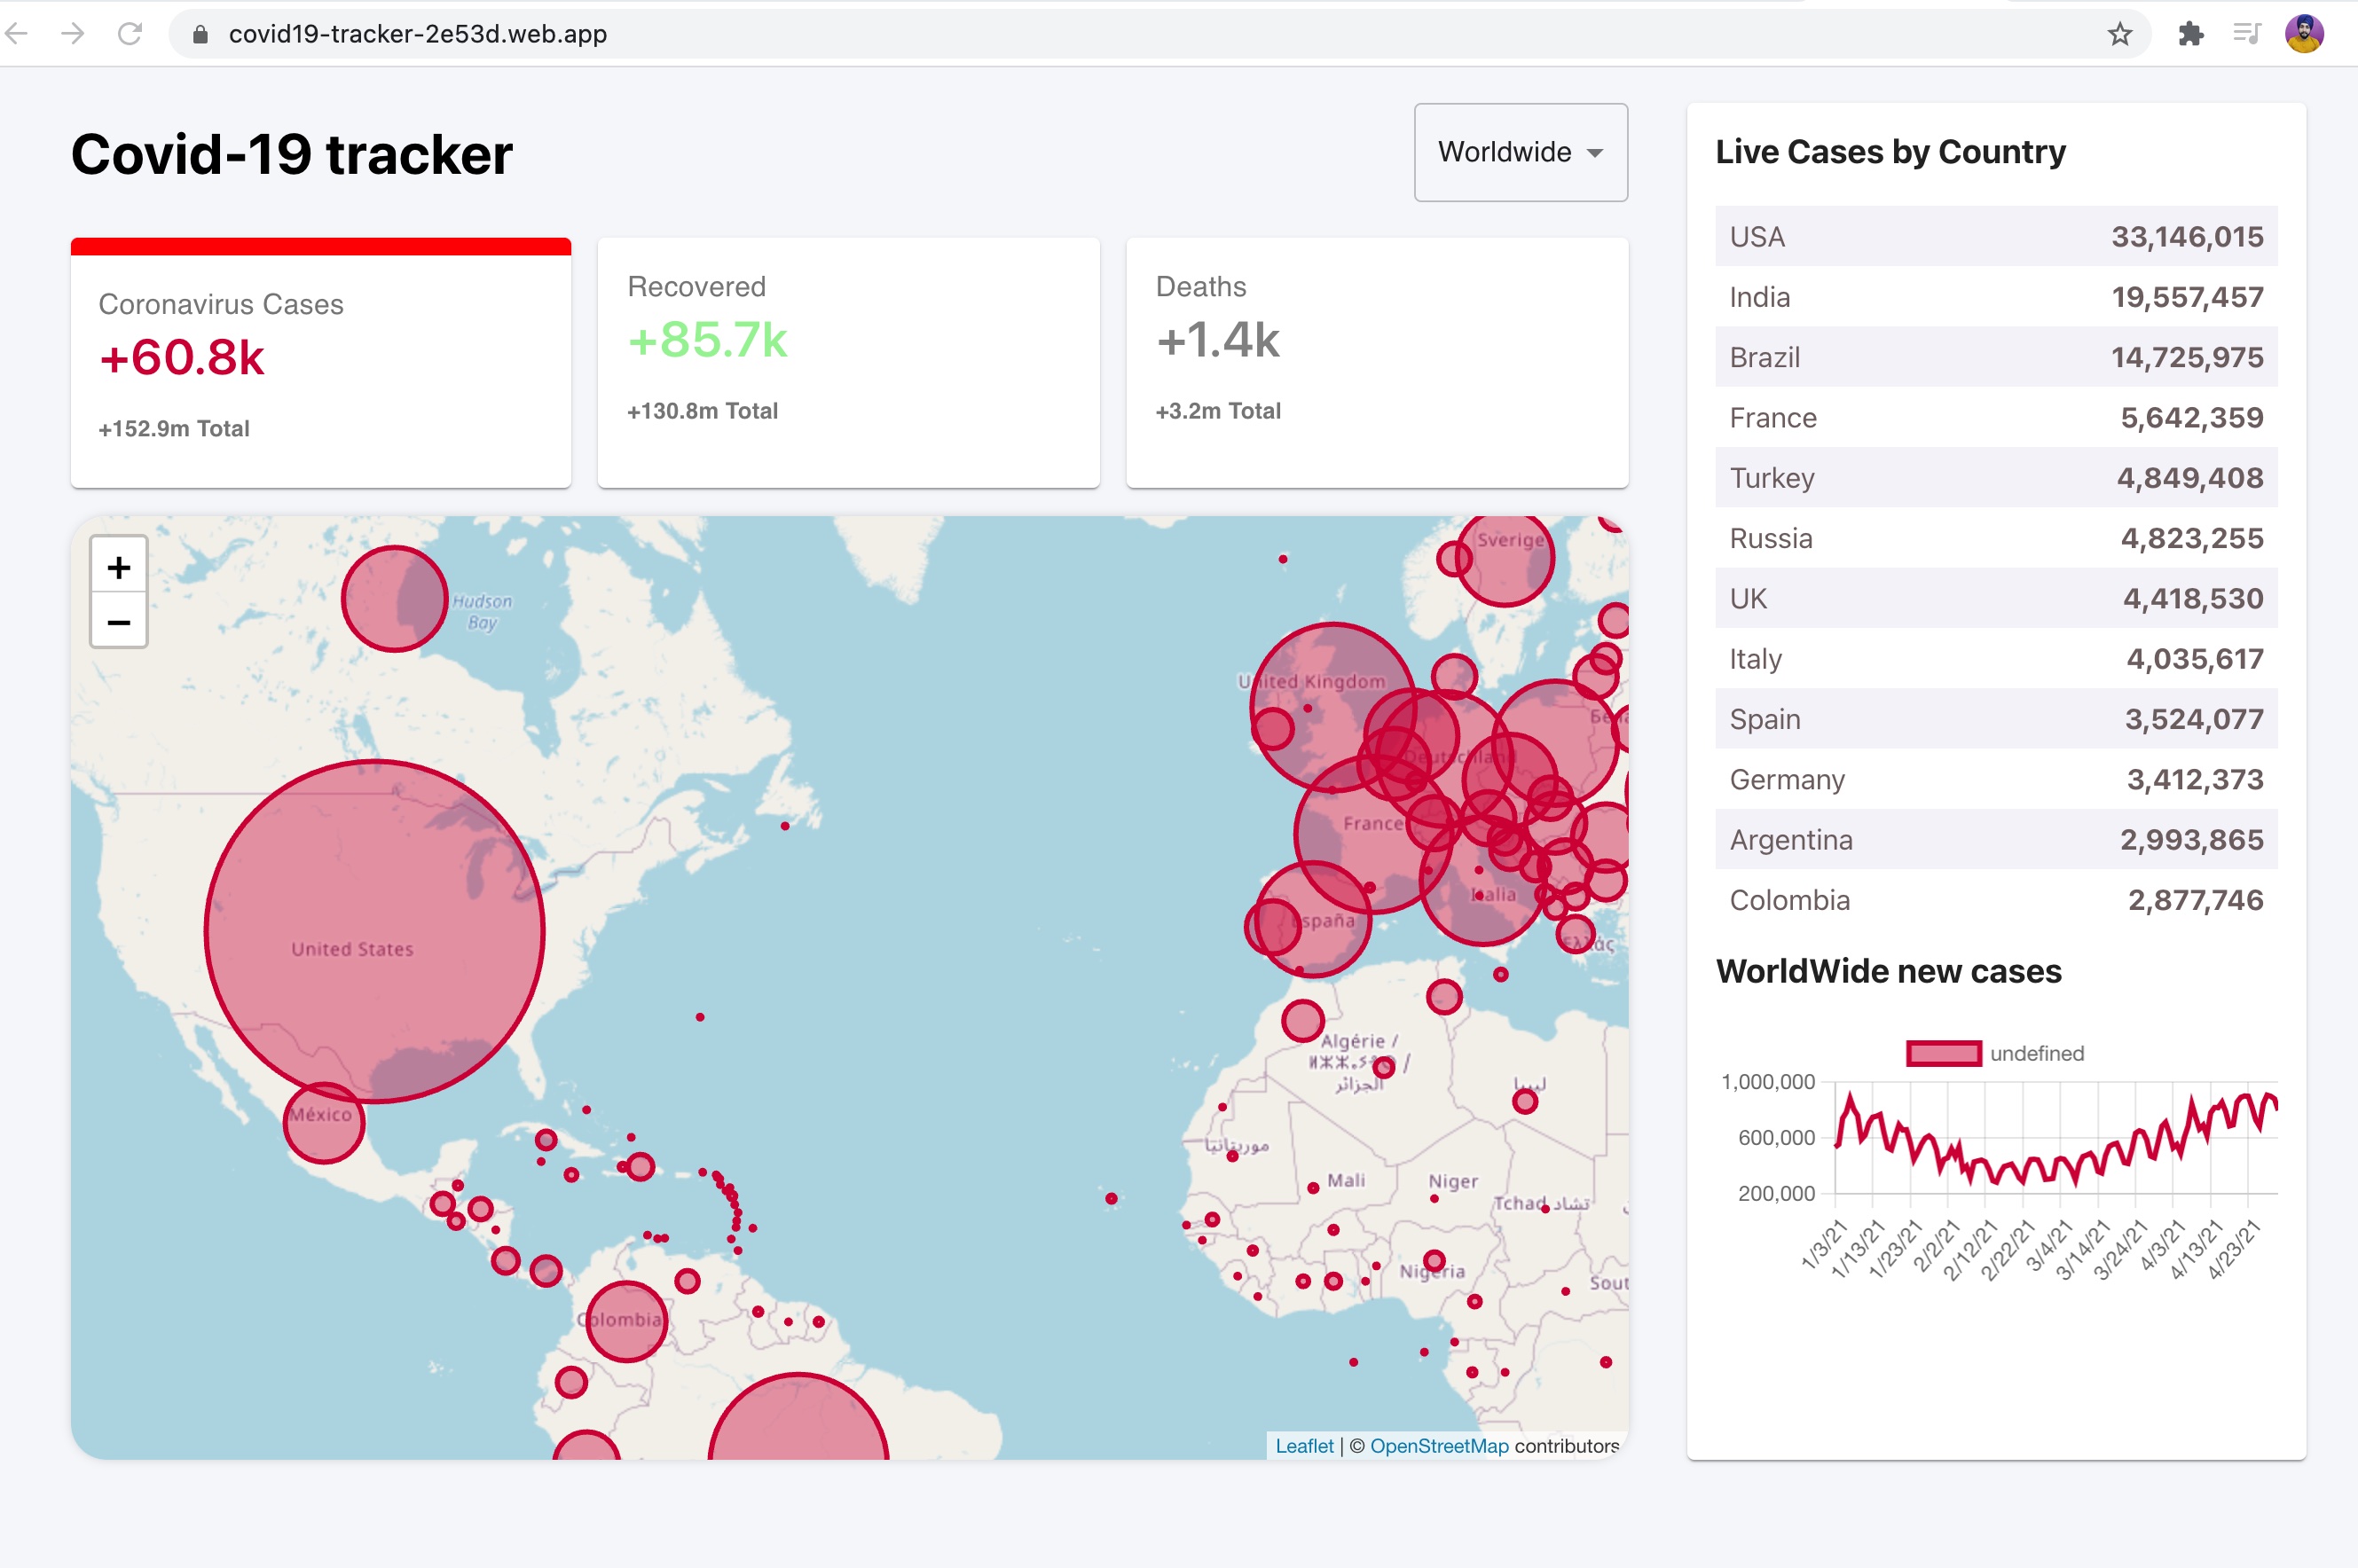 covid19-tracker-2e53d.web.app
Covid-19 tracker
Worldwide
Coronavirus Cases
+60.8k
+152.9m Total
Recovered
+85.7k
+130.8m Total
Deaths
+1.4k
+3.2m Total
+
−
Hudson
Bay
Sverige
United Kingdom
Deutschland
France
Italia
España
Ελλάς
United States
México
Algérie /
الجزائر
ليبيا
موريتانيا
Mali
Niger
Tchad تشاد
Nigeria
Colombia
Leaflet | © OpenStreetMap contributors
Live Cases by Country
USA 33,146,015
India 19,557,457
Brazil 14,725,975
France 5,642,359
Turkey 4,849,408
Russia 4,823,255
UK 4,418,530
Italy 4,035,617
Spain 3,524,077
Germany 3,412,373
Argentina 2,993,865
Colombia 2,877,746
WorldWide new cases
undefined
1,000,000
600,000
200,000
1/3/21
1/13/21
1/23/21
2/2/21
2/12/21
2/22/21
3/4/21
3/14/21
3/24/21
4/3/21
4/13/21
4/23/21